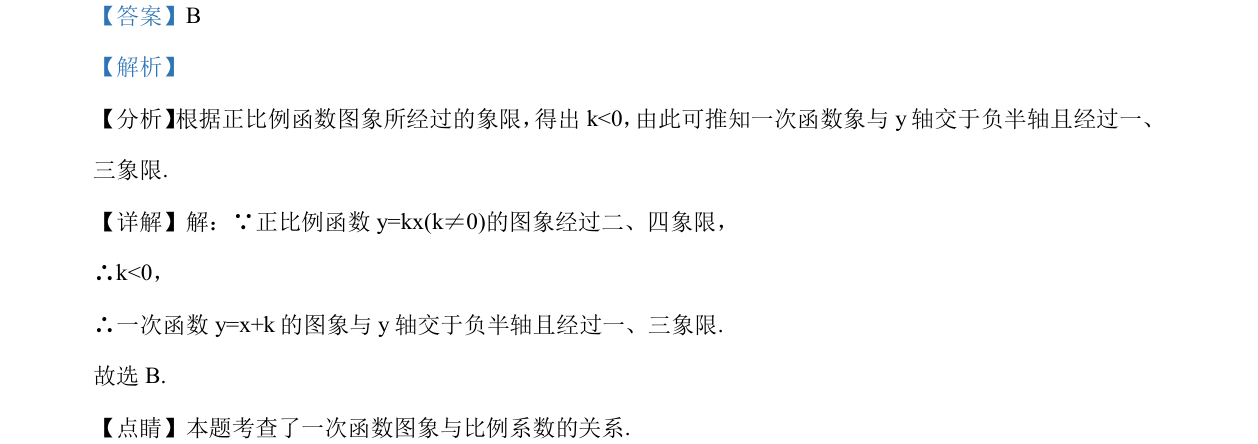 【答案】B
【解析】
【分析】根据正比例函数图象所经过的象限,得出 k<0,由此可推知一次函数象与 y 轴交于负半轴且经过一、
三象限.
【详解】解：∵正比例函数 y=kx(k≠0)的图象经过二、四象限，
∴k<0，
∴一次函数 y=x+k 的图象与 y 轴交于负半轴且经过一、三象限.
故选 B.
【点睛】本题考查了一次函数图象与比例系数的关系.